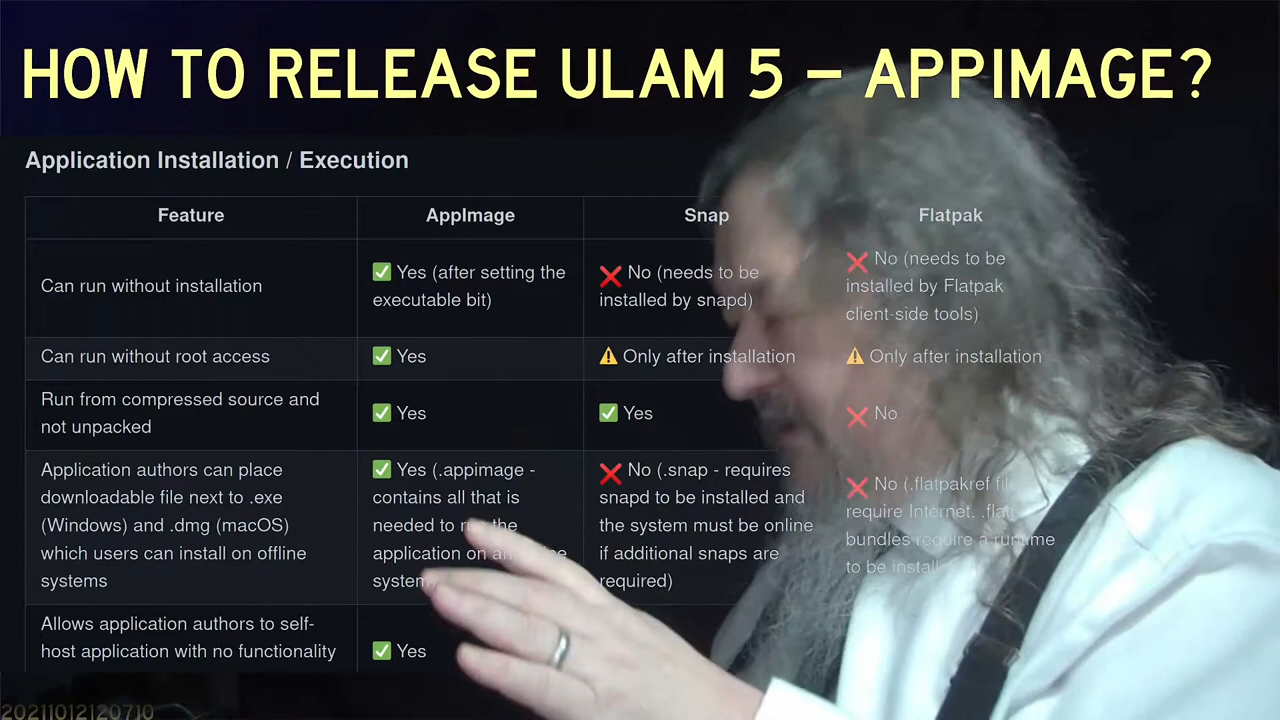 HOW TO RELEASE ULAM 5 – APPIMAGE?
Application Installation / Execution
Feature
AppImage
Snap
Flatpak
Can run without installation
✅ Yes (after setting the
executable bit)
❌ No (needs to be
installed by snapd)
❌ No (needs to be
installed by Flatpak
client-side tools)
Can run without root access
✅ Yes
⚠️ Only after installation
⚠️ Only after installation
Run from compressed source and
not unpacked
✅ Yes
✅ Yes
❌ No
Application authors can place
downloadable file next to .exe
(Windows) and .dmg (macOS)
which users can install on offline
systems
✅ Yes (.appimage -
contains all that is
needed to the
application on
❌ No (.snap - requires
snapd to be installed and
the system must be online
if additional snaps are
required)
❌ No (.flatpakref
require Internet.
bundles require a runtime
to be
Allows application authors to self-
host application with no functionality
✅ Yes
20211012120710